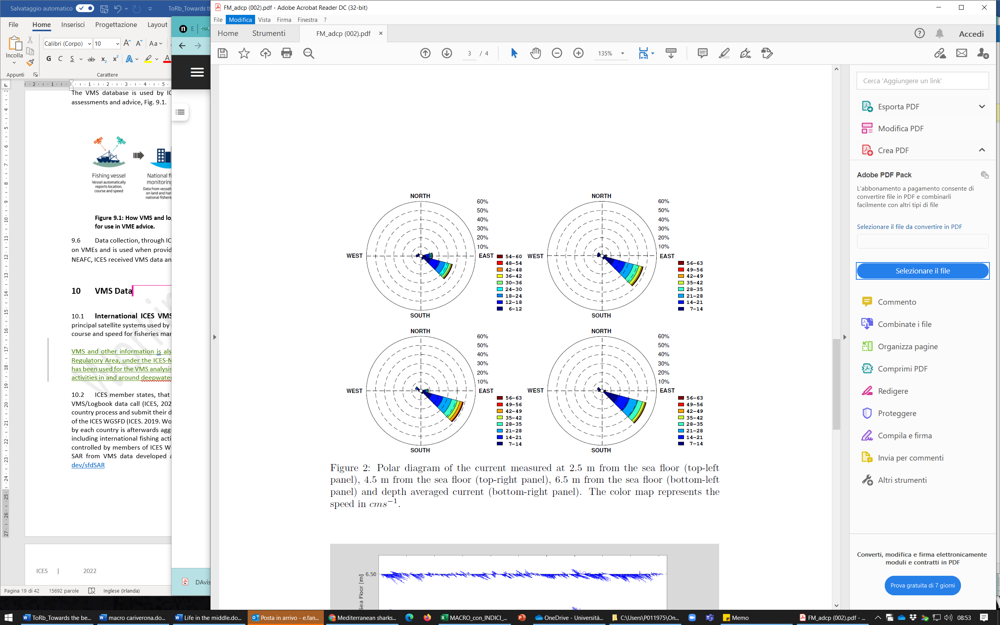 Salvataggio automatico
ToRb_Towards th
File
Home
Inserisci
Progettazione
Layout
Incolla
Calibri (Corpo)
10
Aa
G C S ab x₂ x² A A
Appunti
Carattere
The VMS database is used by IC
assessments and advice, Fig. 9.1.
Fishing vessel
Vessel automatically
reports location,
course and speed
National fi
monitoring
Data from vessels
on land and har
national fisherie
Figure 9.1: How VMS and lo
for use in VME advice.
9.6 Data collection, through IC
on VMEs and is used when provid
NEAFC, ICES received VMS data an
10 VMS Data
10.1 International ICES VMS
principal satellite systems used by
course and speed for fisheries mar
VMS and other information is als
Regulatory Area, under the ICES-N
has been used for the VMS analysis
activities in and around deepwater
10.2 ICES member states, that
VMS/Logbook data call (ICES, 202
country process and submit their d
of the ICES WGSFD (ICES. 2019. Wo
by each country is afterwards agg
including international fishing acti
controlled by members of ICES W
SAR from VMS data developed a
dev/sfdSAR
Workin
ICES | 2022
Pagina 19 di 42
15692 parole
Inglese (Irlanda)
n E
DAvis
FM_adcp (002).pdf - Adobe Acrobat Reader DC (32-bit)
File Modifica Vista Firma Finestra ?
Home
Strumenti
FM_adcp (002).pdf ×
Accedi
3 / 4
135%
NORTH
60%
50%
40%
30%
20%
10%
WEST
EAST
SOUTH
54-60
48-54
42-48
36-42
30-36
24-30
18-24
12-18
6-12
NORTH
60%
50%
40%
30%
20%
10%
WEST
EAST
SOUTH
56-63
49-56
42-49
35-42
28-35
21-28
14-21
7-14
NORTH
60%
50%
40%
30%
20%
10%
WEST
EAST
SOUTH
56-63
49-56
42-49
35-42
28-35
21-28
14-21
7-14
NORTH
60%
50%
40%
30%
20%
10%
WEST
EAST
SOUTH
56-63
49-56
42-49
35-42
28-35
21-28
14-21
7-14
Figure 2: Polar diagram of the current measured at 2.5 m from the sea floor (top-left
panel), 4.5 m from the sea floor (top-right panel), 6.5 m from the sea floor (bottom-left
panel) and depth averaged current (bottom-right panel). The color map represents the
speed in cms⁻¹.
6.50
Sea Floor [m]
Cerca 'Aggiungere un link'
Esporta PDF
Modifica PDF
Crea PDF
Adobe PDF Pack
L'abbonamento a pagamento consente di
convertire file in PDF e combinarli
facilmente con altri tipi di file
Selezionare il file da convertire in PDF
Selezionare il file
Commento
Combinate i file
Organizza pagine
Comprimi PDF
Redigere
Proteggere
Compila e firma
Invia per commenti
Altri strumenti
Converti, modifica e firma elettronicamente
moduli e contratti in PDF
Prova gratuita di 7 giorni
ToRb_Towards the be...
macro cariverona.do...
Life in the middle.do...
Posta in arrivo - e.fan...
Mediterranean sharks...
MACRO_con_INDICI_...
OneDrive - Università...
C:\Users\P011975\On...
Memo
FM_adcp (002).pdf - ...
08:53